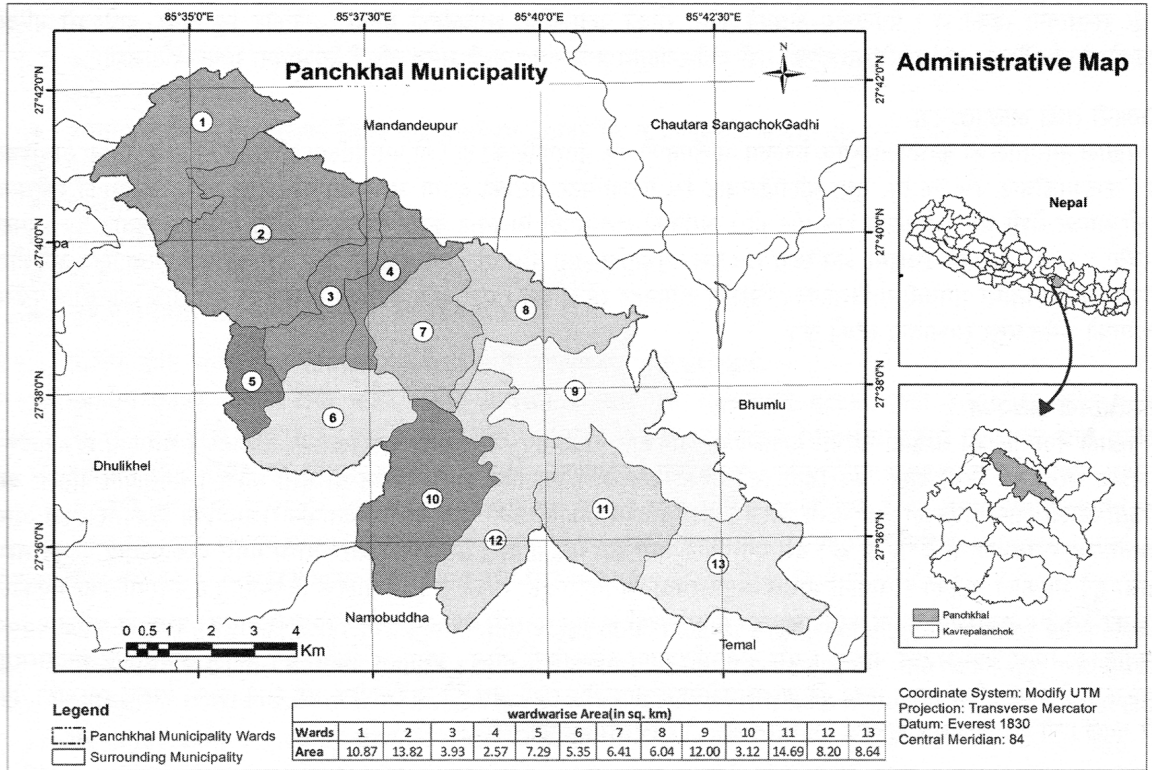 85°35'0"E 85°37'30"E 85°40'0"E 85°42'30"E
Panchkhal Municipality
N
Administrative Map
27°42'0"N 27°42'0"N
1
Mandandeupur
Chautara SangachokGadhi
Nepal
27°40'0"N 27°40'0"N
2
pa
4
3
8
7
27°38'0"N 27°38'0"N
5
9
6
Bhumlu
Dhulikhel
10
11
27°36'0"N 27°36'0"N
12
13
Namobuddha
Temal
Panchkhal
Kavrepalanchok
0 0.5 1 2 3 4
Km
Coordinate System: Modify UTM
Projection: Transverse Mercator
Datum: Everest 1830
Central Meridian: 84
Legend
Panchkhal Municipality Wards
Surrounding Municipality
wardwarise Area(in sq. km)
Wards 1 2 3 4 5 6 7 8 9 10 11 12 13
Area 10.87 13.82 3.93 2.57 7.29 5.35 6.41 6.04 12.00 3.12 14.69 8.20 8.64